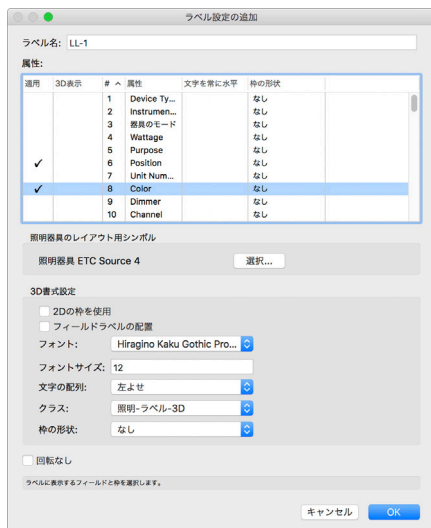 ラベル設定の追加
ラベル名: LL-1
属性:
適用 3D表示 # 属性 文字を常に水平 枠の形状
1 Device Ty... なし
2 Instrumen... なし
3 器具のモード なし
4 Wattage なし
5 Purpose なし
✓ 6 Position なし
7 Unit Num... なし
✓ 8 Color なし
9 Dimmer なし
10 Channel なし
照明器具のレイアウト用シンボル
照明器具 ETC Source 4 選択...
3D書式設定
2Dの枠を使用
フィールドラベルの配置
フォント: Hiragino Kaku Gothic Pro...
フォントサイズ: 12
文字の配列: 左よせ
クラス: 照明-ラベル-3D
枠の形状: なし
回転なし
ラベルに表示するフィールドと枠を選択します。
キャンセル OK